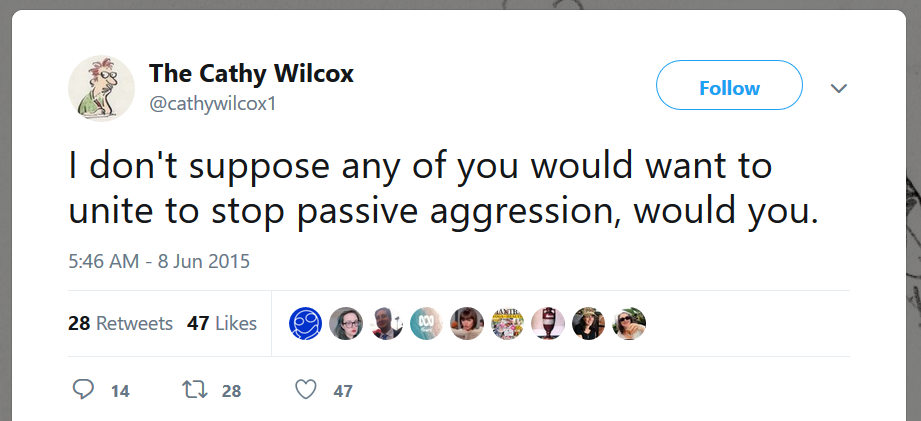 The Cathy Wilcox
@cathywilcox1
Follow
I don't suppose any of you would want to
unite to stop passive aggression, would you.
5:46 AM - 8 Jun 2015
28 Retweets 47 Likes
14 28 47